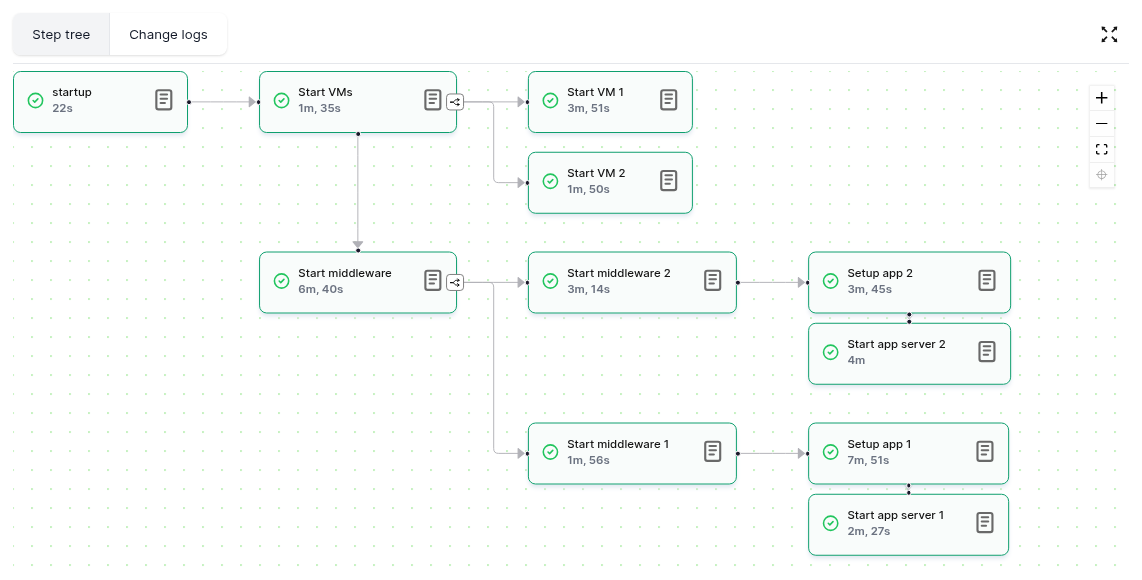 Step tree
Change logs
startup
22s
Start VMs
1m, 35s
Start VM 1
3m, 51s
Start VM 2
1m, 50s
Start middleware
6m, 40s
Start middleware 2
3m, 14s
Setup app 2
3m, 45s
Start app server 2
4m
Start middleware 1
1m, 56s
Setup app 1
7m, 51s
Start app server 1
2m, 27s